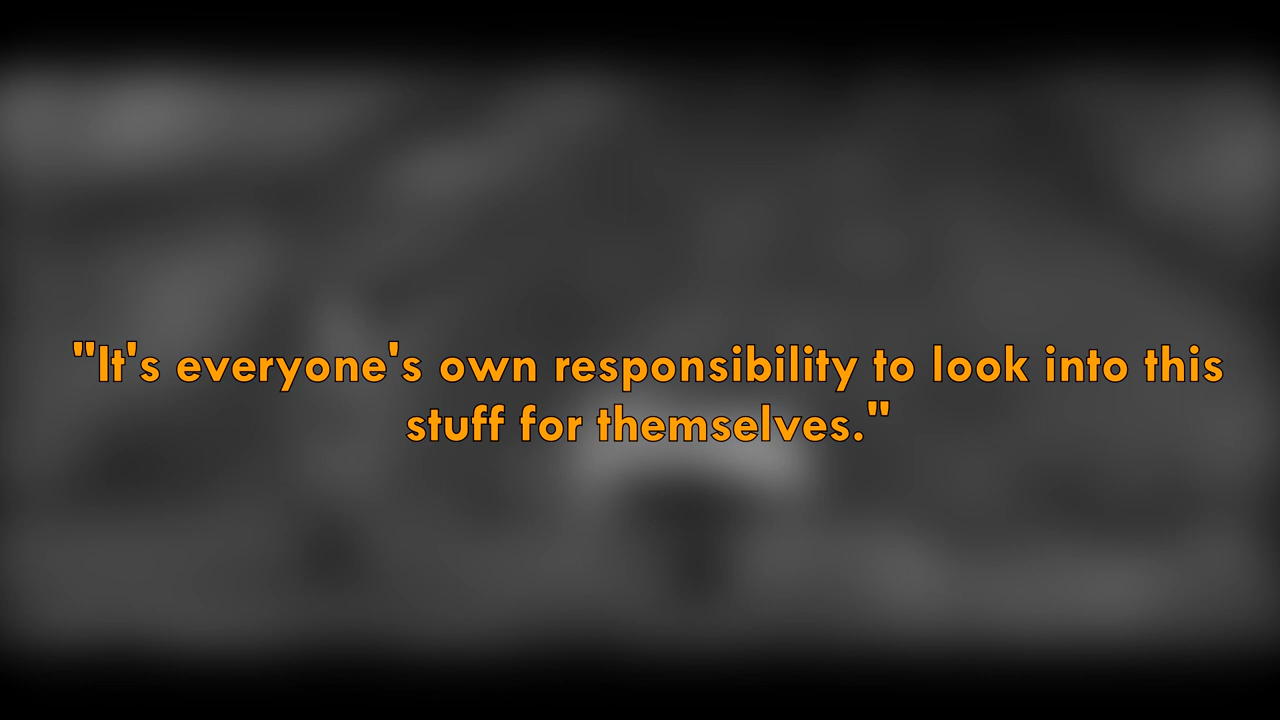 "It's everyone's own responsibility to look into this
stuff for themselves."